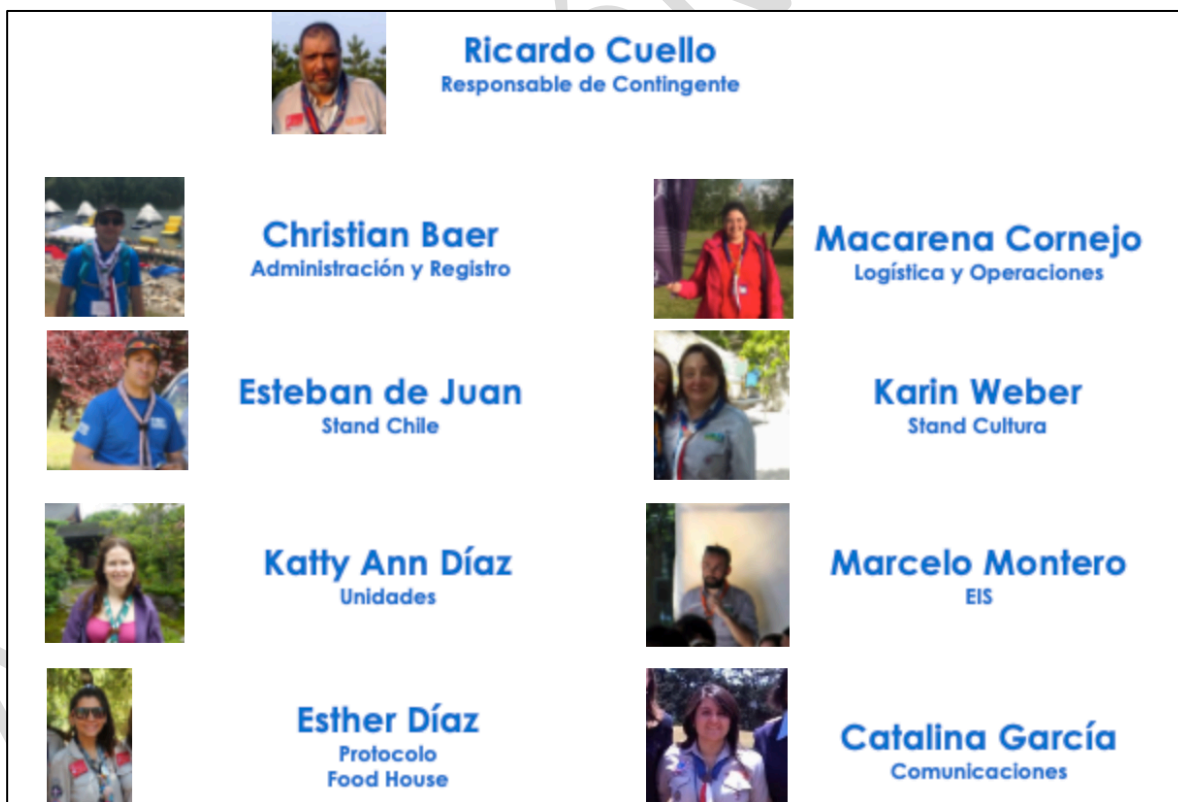 Ricardo Cuello
Responsable de Contingente
Christian Baer
Administración y Registro
Macarena Cornejo
Logística y Operaciones
Esteban de Juan
Stand Chile
Karin Weber
Stand Cultura
Katty Ann Díaz
Unidades
Marcelo Montero
EIS
Esther Díaz
Protocolo
Food House
Catalina García
Comunicaciones